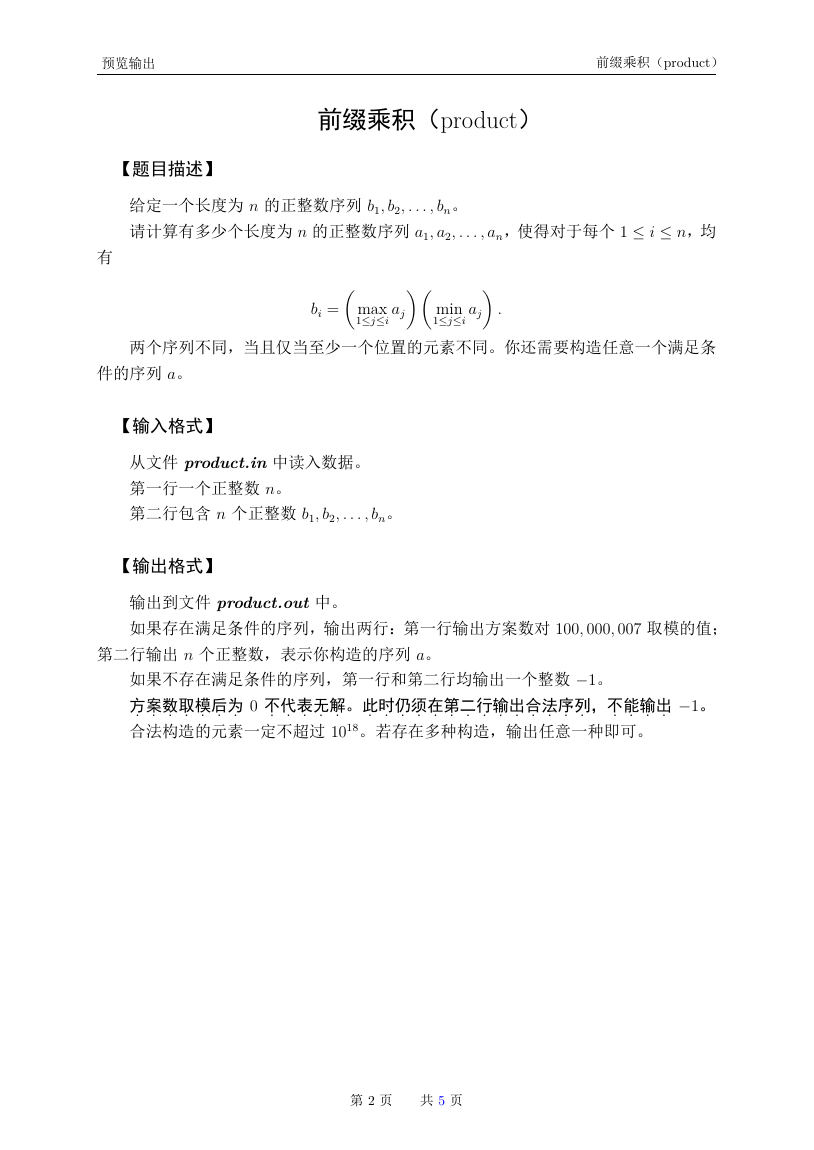 预览输出 前缀乘积（product）
前缀乘积（product）
【题目描述】
给定一个长度为 n 的正整数序列 b₁, b₂, . . . , bₙ。
请计算有多少个长度为 n 的正整数序列 a₁, a₂, . . . , aₙ，使得对于每个 1 ≤ i ≤ n，均
有
bᵢ = ( max_{1≤j≤i} aⱼ ) ( min_{1≤j≤i} aⱼ ) .
两个序列不同，当且仅当至少一个位置的元素不同。你还需要构造任意一个满足条
件的序列 a。
【输入格式】
从文件 product.in 中读入数据。
第一行一个正整数 n。
第二行包含 n 个正整数 b₁, b₂, . . . , bₙ。
【输出格式】
输出到文件 product.out 中。
如果存在满足条件的序列，输出两行：第一行输出方案数对 100, 000, 007 取模的值；
第二行输出 n 个正整数，表示你构造的序列 a。
如果不存在满足条件的序列，第一行和第二行均输出一个整数 −1。
方案数取模后为 0 不代表无解。此时仍须在第二行输出合法序列，不能输出 −1。
合法构造的元素一定不超过 10¹⁸。若存在多种构造，输出任意一种即可。
第 2 页 共 5 页